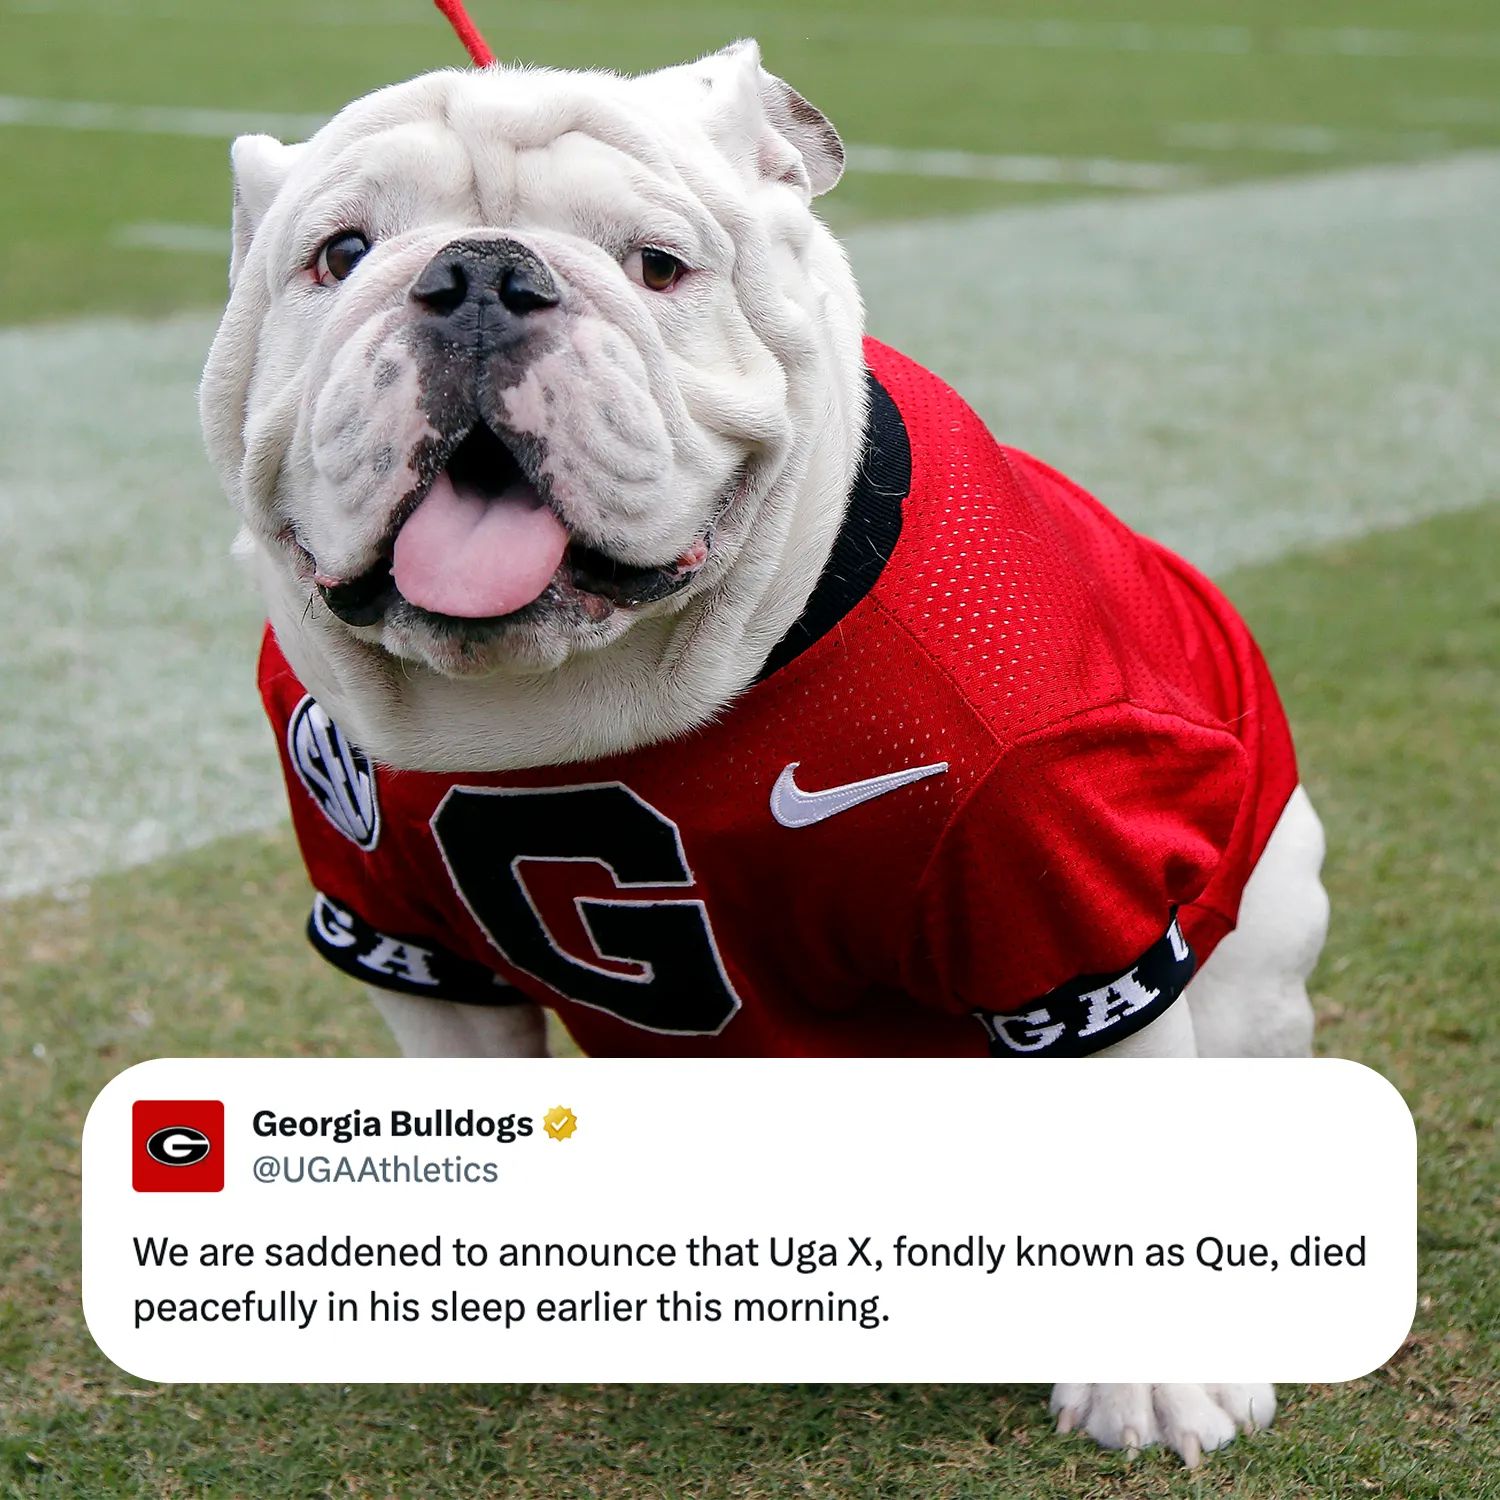 SEC
G
GA
UGA U
G
Georgia Bulldogs
@UGAAthletics
We are saddened to announce that Uga X, fondly known as Que, died
peacefully in his sleep earlier this morning.